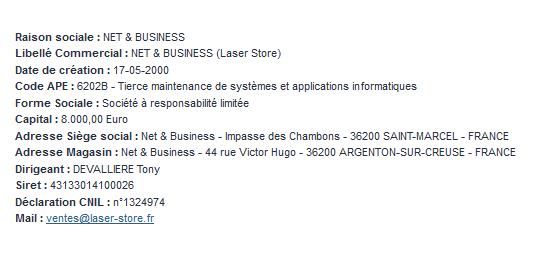 Raison sociale : NET & BUSINESS
Libellé Commercial : NET & BUSINESS (Laser Store)
Date de création : 17-05-2000
Code APE : 6202B - Tierce maintenance de systèmes et applications informatiques
Forme Sociale : Société à responsabilité limitée
Capital : 8.000,00 Euro
Adresse Siège social : Net & Business - Impasse des Chambons - 36200 SAINT-MARCEL - FRANCE
Adresse Magasin : Net & Business - 44 rue Victor Hugo - 36200 ARGENTON-SUR-CREUSE - FRANCE
Dirigeant : DEVALLIERE Tony
Siret : 43133014100026
Déclaration CNIL : n°1324974
Mail : ventes@laser-store.fr